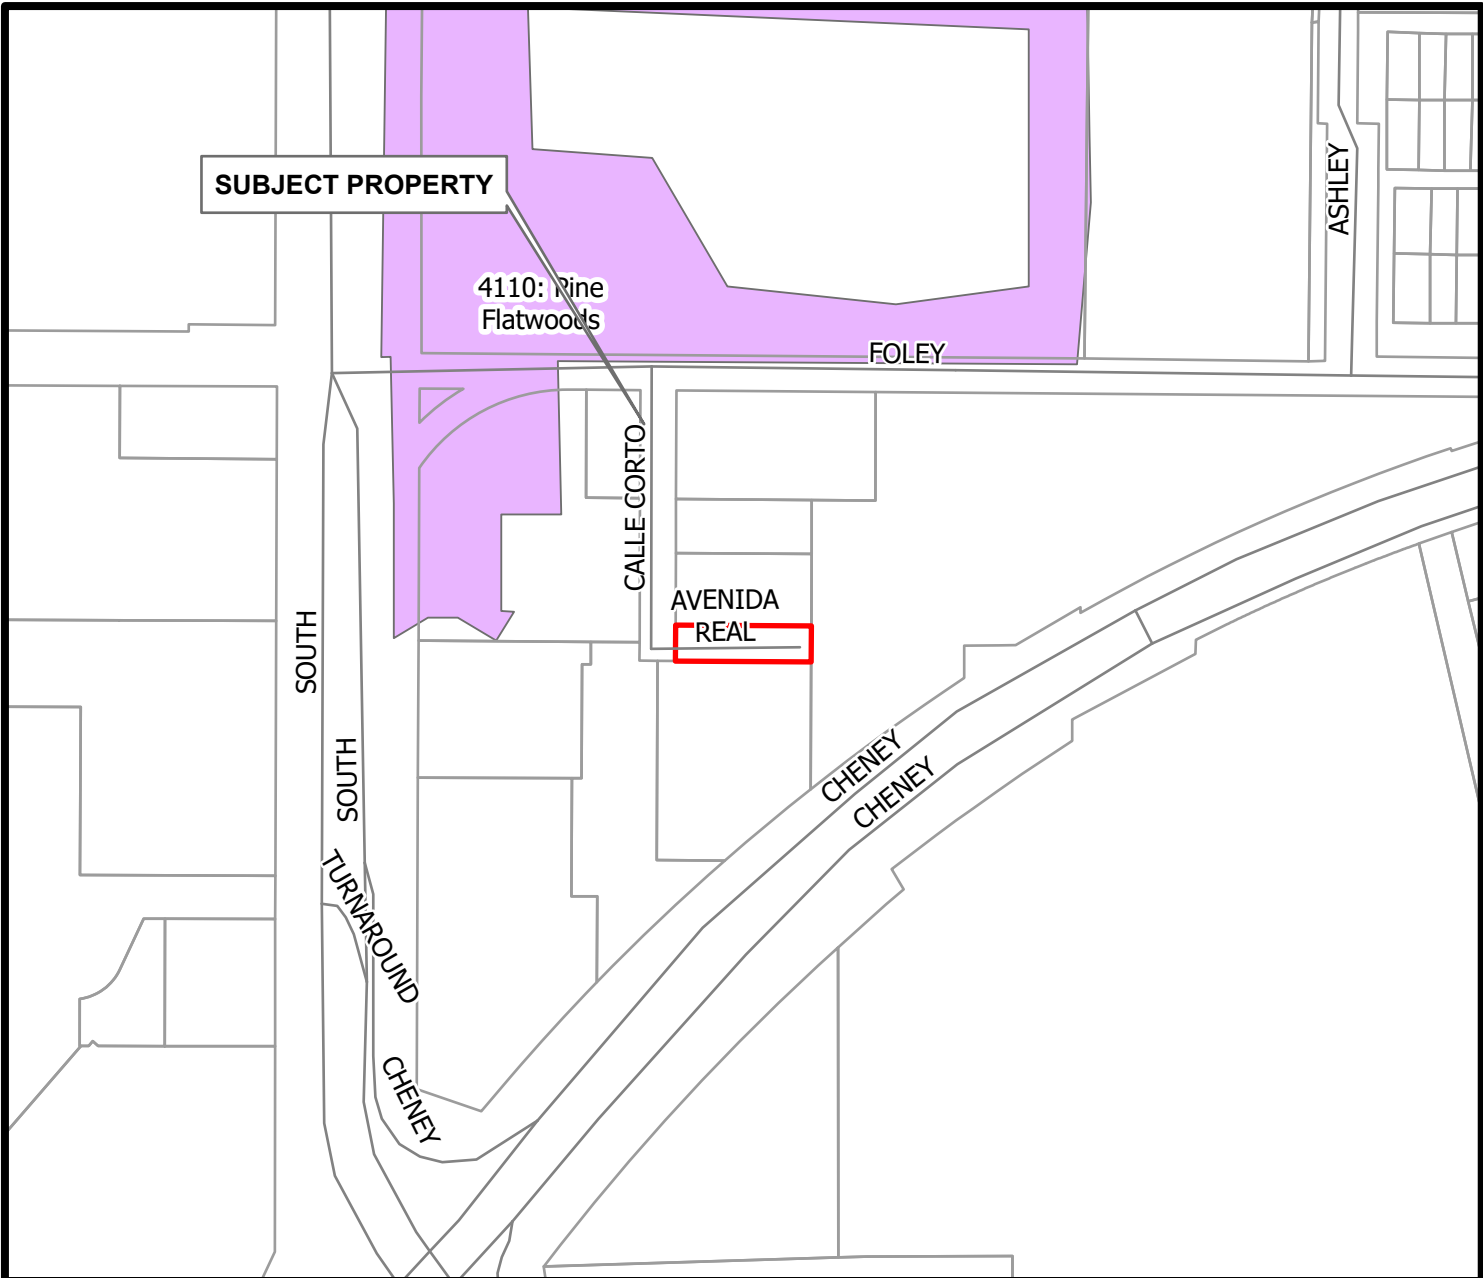 SUBJECT PROPERTY
ASHLEY
4110: Pine
Flatwoods
FOLEY
CALLE CORTO
AVENIDA
REAL
SOUTH
SOUTH
CHENEY
CHENEY
TURNAROUND
CHENEY